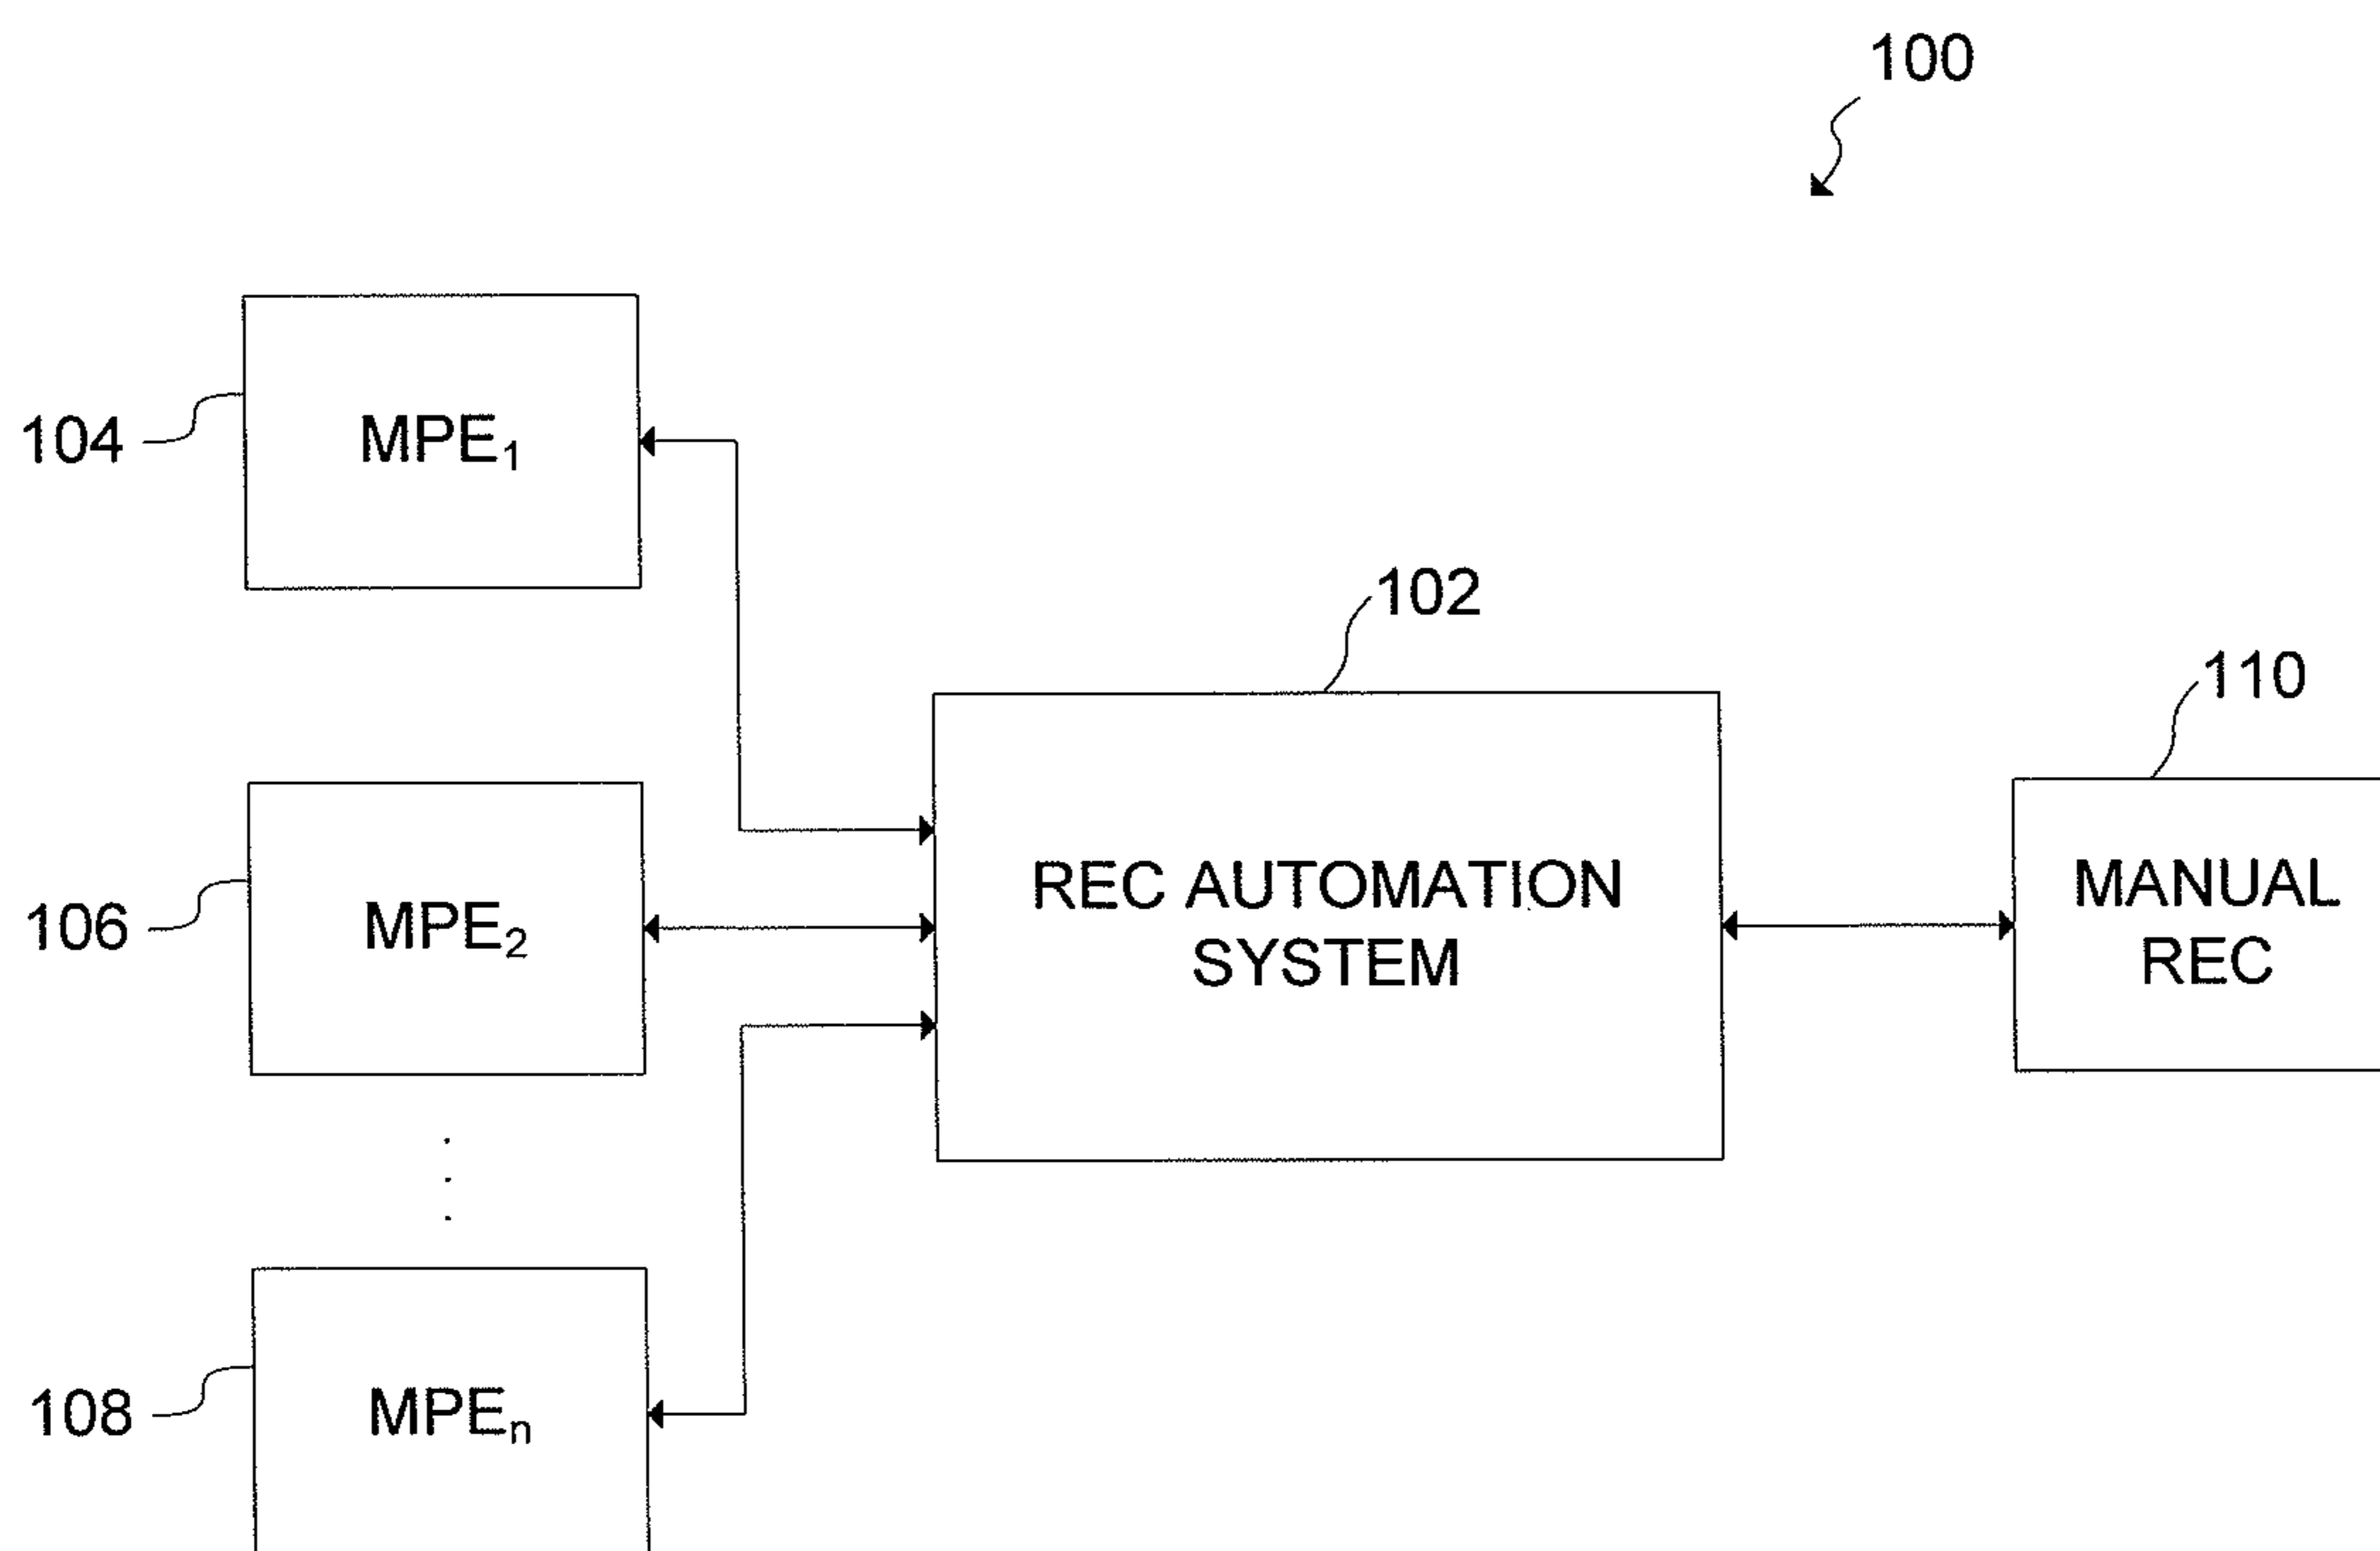 100
104
MPE1
102
110
106
MPE2
REC AUTOMATION
SYSTEM
MANUAL
REC
108
MPEn